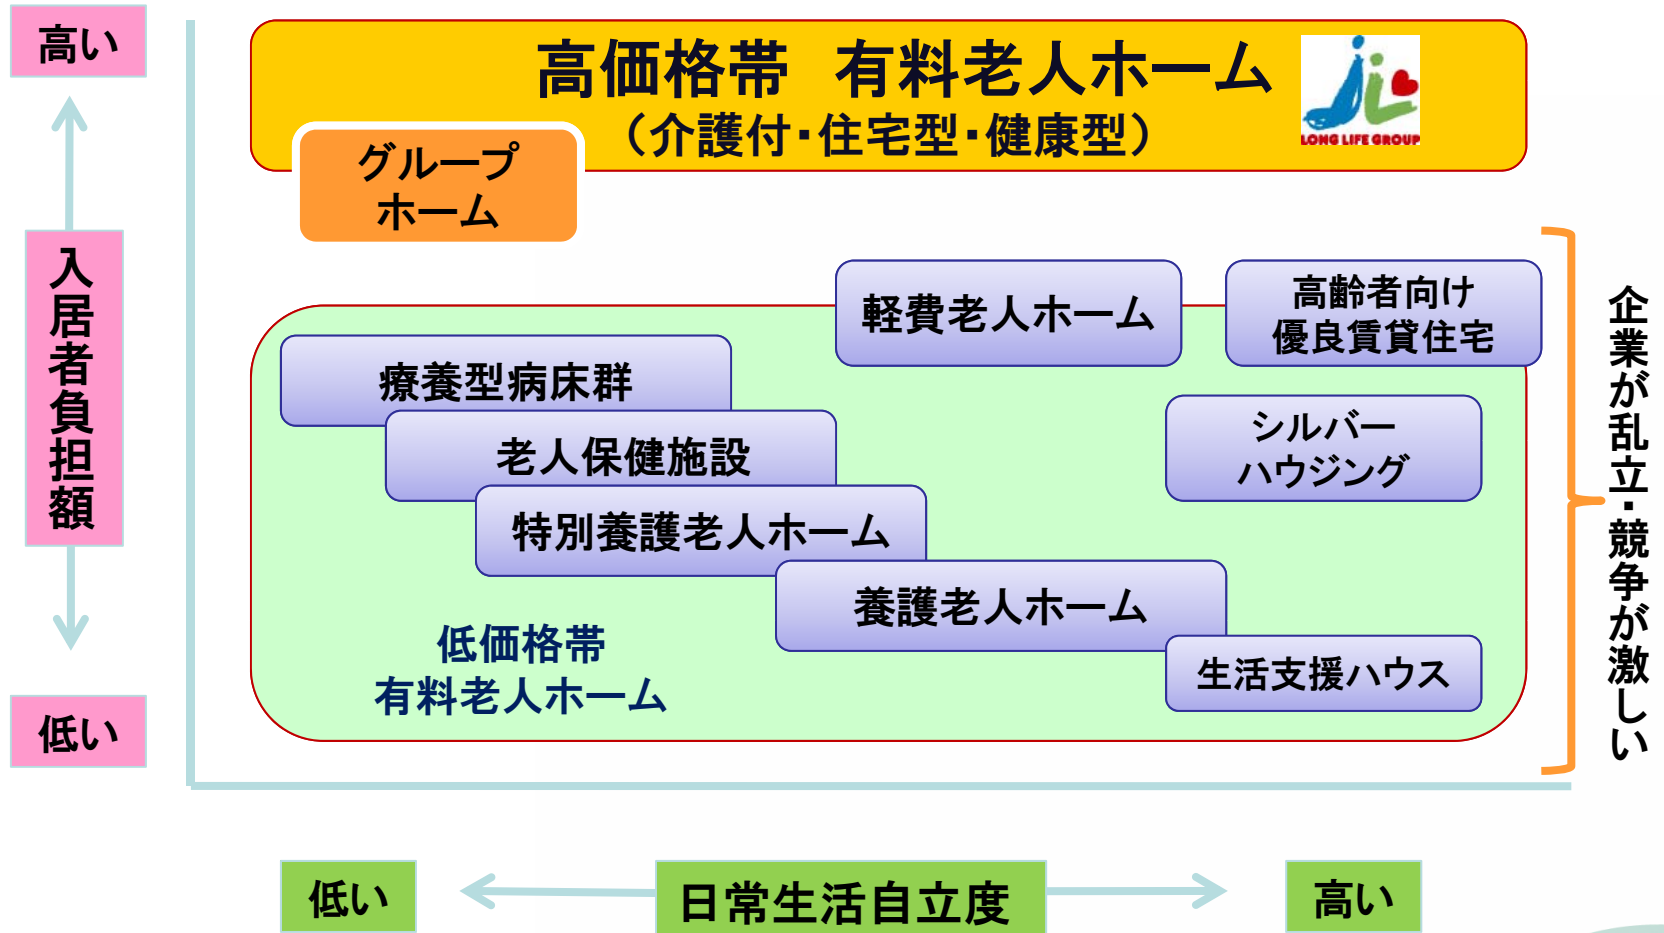 高い
入居者負担額
低い
高価格帯 有料老人ホーム
（介護付・住宅型・健康型）
LONG LIFE GROUP
グループ
ホーム
軽費老人ホーム
高齢者向け
優良賃貸住宅
療養型病床群
老人保健施設
特別養護老人ホーム
養護老人ホーム
生活支援ハウス
シルバー
ハウジング
低価格帯
有料老人ホーム
企業が乱立・競争が激しい
低い
日常生活自立度
高い